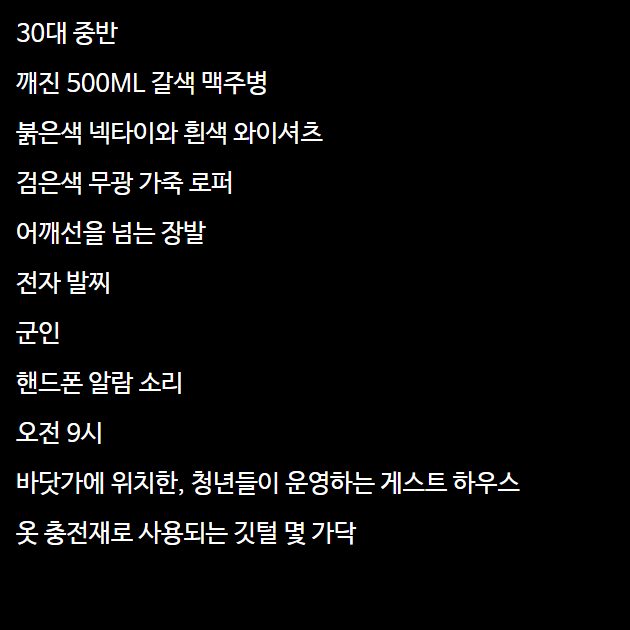 30대 중반
깨진 500ML 갈색 맥주병
붉은색 넥타이와 흰색 와이셔츠
검은색 무광 가죽 로퍼
어깨선을 넘는 장발
전자 발찌
군인
핸드폰 알람 소리
오전 9시
바닷가에 위치한, 청년들이 운영하는 게스트 하우스
옷 충전재로 사용되는 깃털 몇 가닥